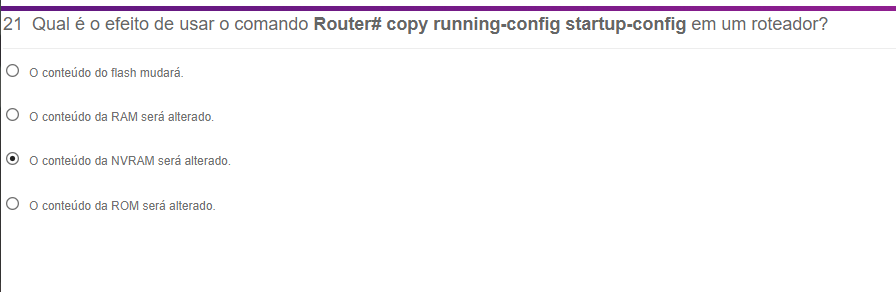 21 Qual é o efeito de usar o comando Router# copy running-config startup-config em um roteador?
O conteúdo do flash mudará.
O conteúdo da RAM será alterado.
O conteúdo da NVRAM será alterado.
O conteúdo da ROM será alterado.